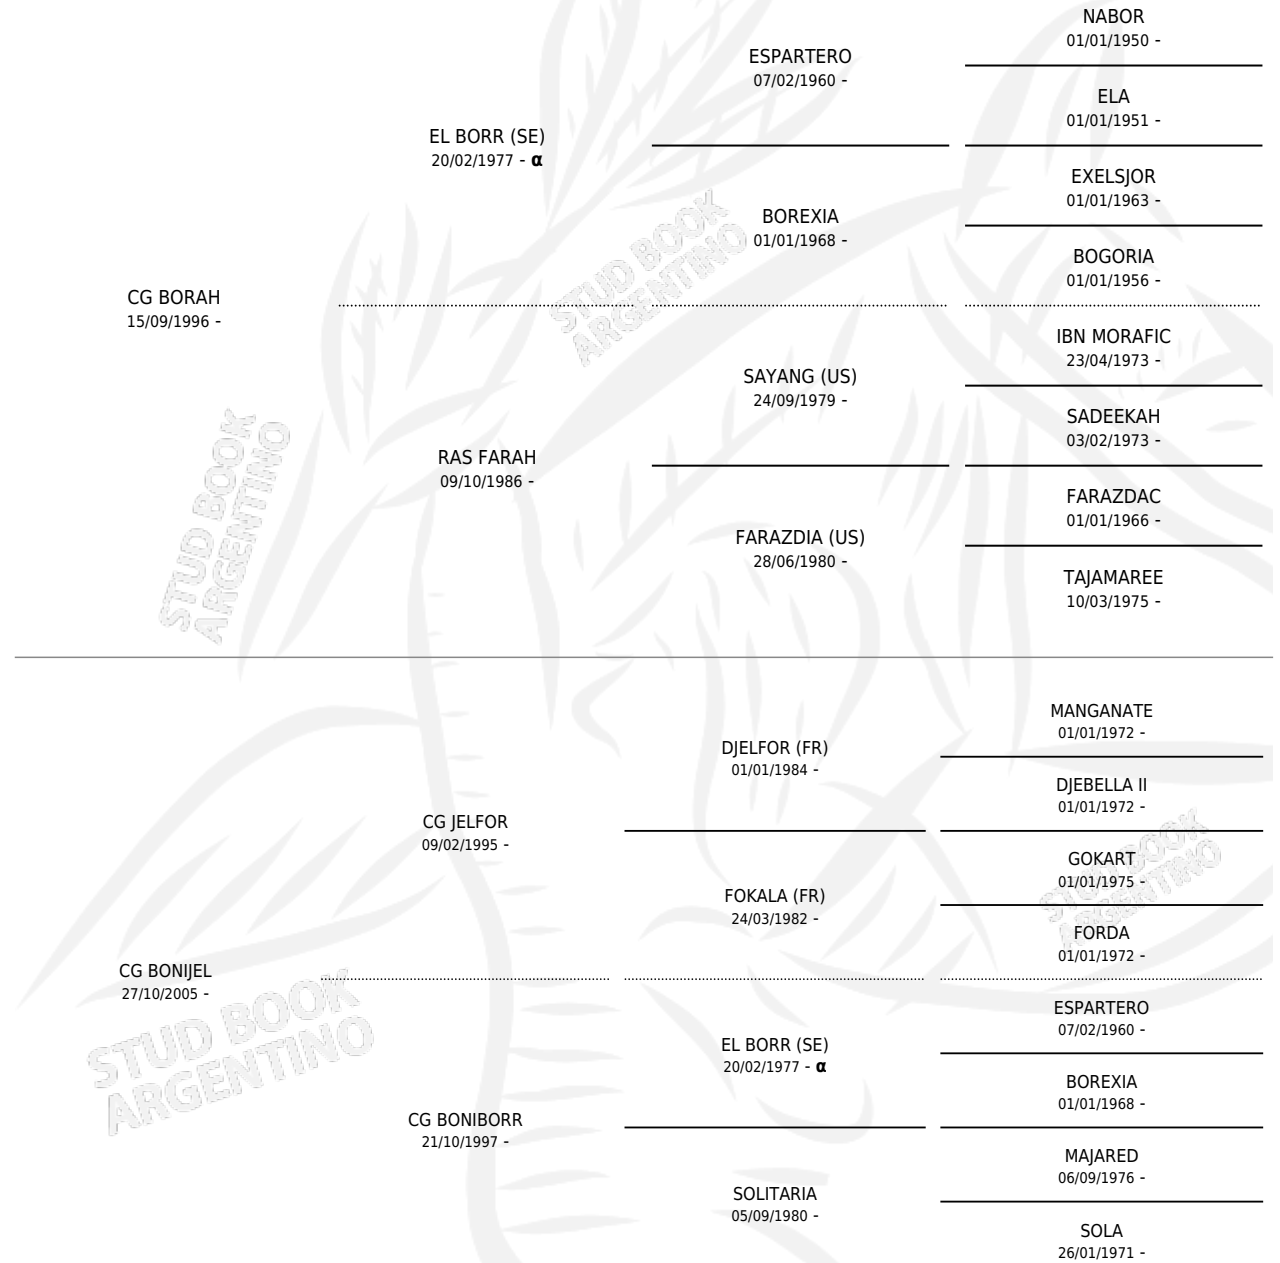 NABOR
01/01/1950 -
ESPARTERO
07/02/1960 -
ELA
01/01/1951 -
EL BORR (SE)
20/02/1977 - α
EXELSJOR
01/01/1963 -
BOREXIA
01/01/1968 -
BOGORIA
01/01/1956 -
CG BORAH
15/09/1996 -
IBN MORAFIC
23/04/1973 -
SAYANG (US)
24/09/1979 -
SADEEKAH
03/02/1973 -
RAS FARAH
09/10/1986 -
FARAZDAC
01/01/1966 -
FARAZDIA (US)
28/06/1980 -
TAJAMAREE
10/03/1975 -
STUD BOOK
ARGENTINO
STUD BOOK
ARGENTINO
MANGANATE
01/01/1972 -
DJELFOR (FR)
01/01/1984 -
DJEBELLA II
01/01/1972 -
CG JELFOR
09/02/1995 -
GOKART
01/01/1975 -
FOKALA (FR)
24/03/1982 -
FORDA
01/01/1972 -
CG BONIJEL
27/10/2005 -
ESPARTERO
07/02/1960 -
EL BORR (SE)
20/02/1977 - α
BOREXIA
01/01/1968 -
CG BONIBORR
21/10/1997 -
MAJARED
06/09/1976 -
SOLITARIA
05/09/1980 -
SOLA
26/01/1971 -
STUD BOOK
ARGENTINO
STUD BOOK
ARGENTINO